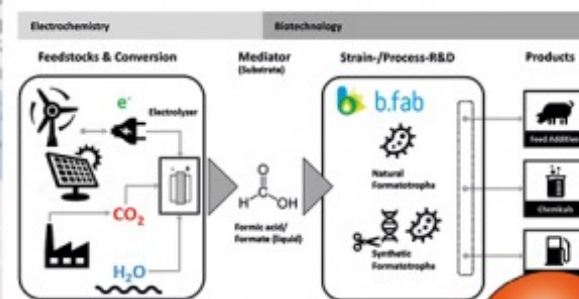 Electrochemistry
Biotechnology
Feedstocks & Conversion
Mediator
(Substrate)
Strain-/Process-R&D
Products
e-
Electrolyser
b.fab
Natural
Formatotrophs
Feed Additives
H
O
OH
CO2
Formic acid/
Formate (liquid)
Chemicals
Synthetic
Formatotrophs
H2O